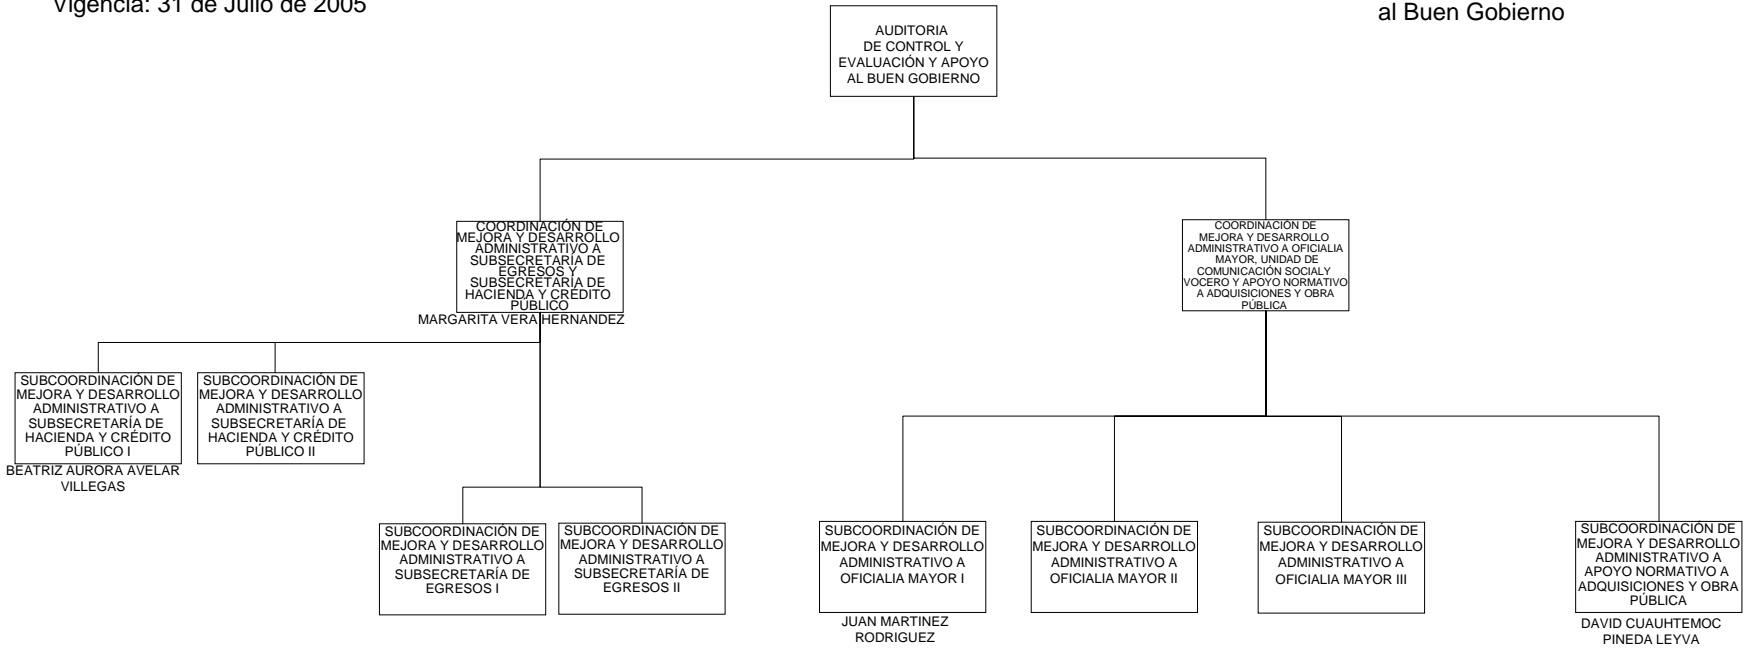 Vigencia: 31 de Julio de 2005
al Buen Gobierno
AUDITORIA
DE CONTROL Y
EVALUACIÓN Y APOYO
AL BUEN GOBIERNO
COORDINACIÓN DE
MEJORA Y DESARROLLO
ADMINISTRATIVO A
SUBSECRETARÍA DE
EGRESOS Y
SUBSECRETARÍA DE
HACIENDA Y CRÉDITO
PÚBLICO
MARGARITA VERA HERNANDEZ
COORDINACIÓN DE
MEJORA Y DESARROLLO
ADMINISTRATIVO A OFICIALIA
MAYOR, UNIDAD DE
COMUNICACIÓN SOCIALY
VOCERO Y APOYO NORMATIVO
A ADQUISICIONES Y OBRA
PÚBLICA
SUBCOORDINACIÓN DE
MEJORA Y DESARROLLO
ADMINISTRATIVO A
SUBSECRETARÍA DE
HACIENDA Y CRÉDITO
PÚBLICO I
BEATRIZ AURORA AVELAR
VILLEGAS
SUBCOORDINACIÓN DE
MEJORA Y DESARROLLO
ADMINISTRATIVO A
SUBSECRETARÍA DE
HACIENDA Y CRÉDITO
PÚBLICO II
SUBCOORDINACIÓN DE
MEJORA Y DESARROLLO
ADMINISTRATIVO A
SUBSECRETARÍA DE
EGRESOS I
SUBCOORDINACIÓN DE
MEJORA Y DESARROLLO
ADMINISTRATIVO A
SUBSECRETARÍA DE
EGRESOS II
SUBCOORDINACIÓN DE
MEJORA Y DESARROLLO
ADMINISTRATIVO A
OFICIALIA MAYOR I
JUAN MARTINEZ
RODRIGUEZ
SUBCOORDINACIÓN DE
MEJORA Y DESARROLLO
ADMINISTRATIVO A
OFICIALIA MAYOR II
SUBCOORDINACIÓN DE
MEJORA Y DESARROLLO
ADMINISTRATIVO A
OFICIALIA MAYOR III
SUBCOORDINACIÓN DE
MEJORA Y DESARROLLO
ADMINISTRATIVO A
APOYO NORMATIVO A
ADQUISICIONES Y OBRA
PÚBLICA
DAVID CUAUHTEMOC
PINEDA LEYVA